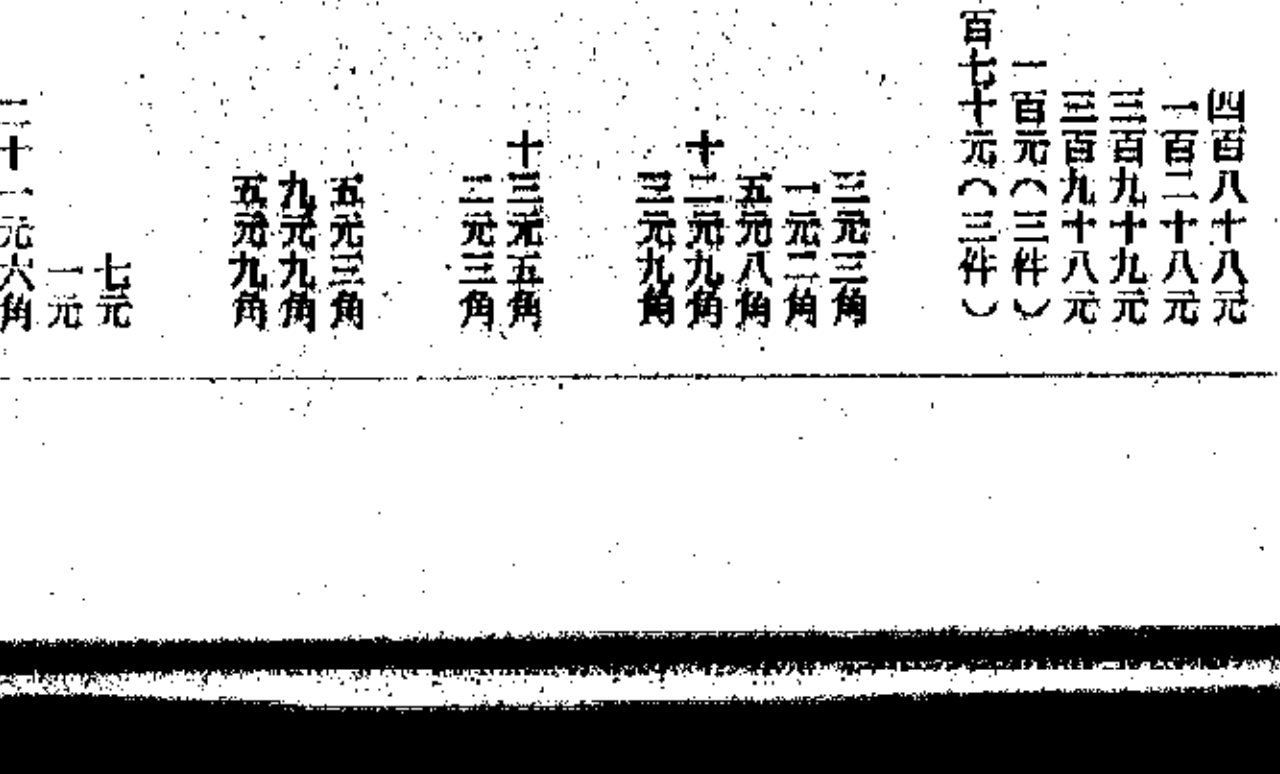 四百八十八元
一百二十八元
三百九十九元
三百九十八元
一百元（三件）
百七十元（三件）
三元三角
一元二角
五元八角
十二元九角
三元九角
十三元五角
二元三角
五元三角
九元九角
五元九角
七元
一元
二十一元六角